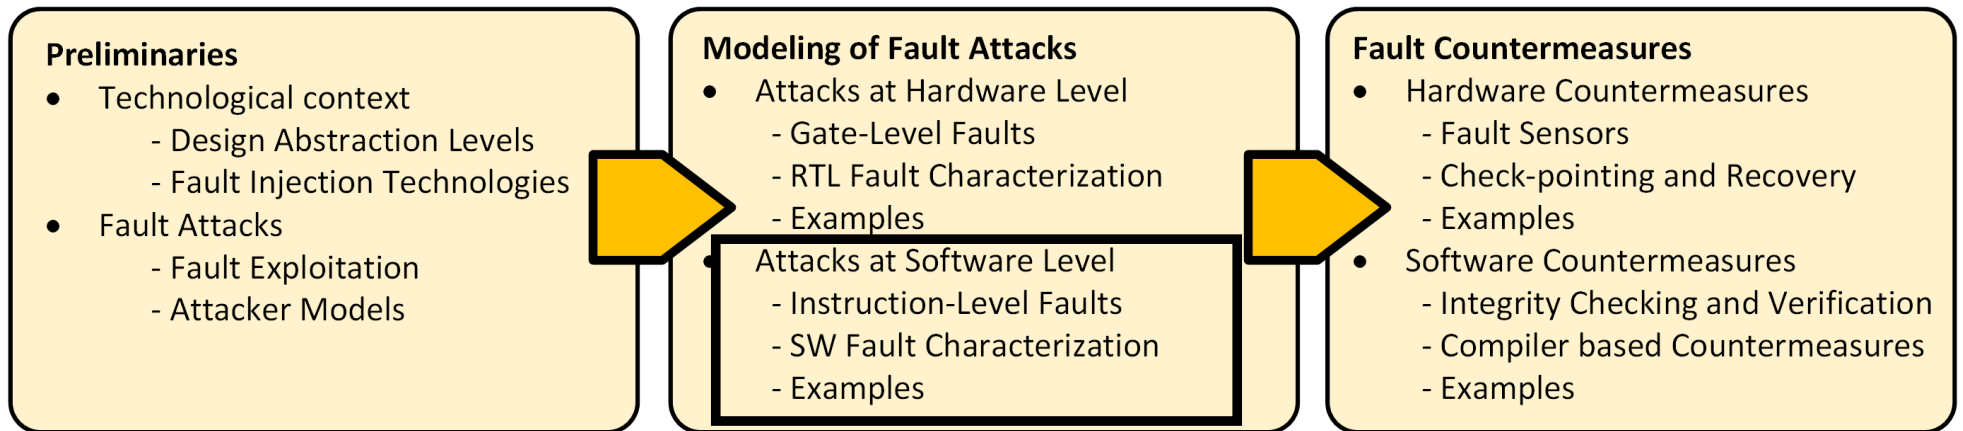 Preliminaries
• Technological context
- Design Abstraction Levels
- Fault Injection Technologies
• Fault Attacks
- Fault Exploitation
- Attacker Models
Modeling of Fault Attacks
• Attacks at Hardware Level
- Gate-Level Faults
- RTL Fault Characterization
- Examples
• Attacks at Software Level
- Instruction-Level Faults
- SW Fault Characterization
- Examples
Fault Countermeasures
• Hardware Countermeasures
- Fault Sensors
- Check-pointing and Recovery
- Examples
• Software Countermeasures
- Integrity Checking and Verification
- Compiler based Countermeasures
- Examples